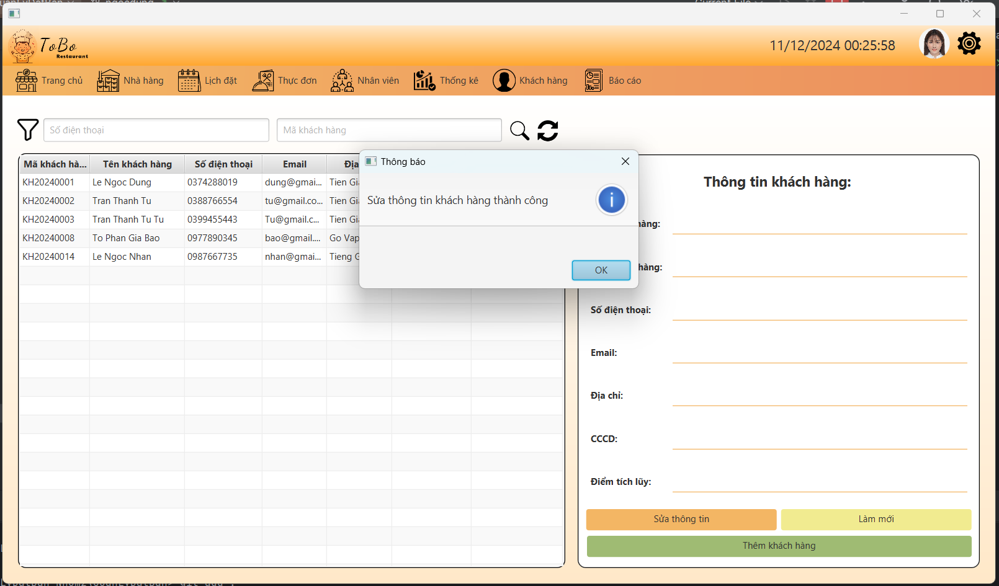 ToBo
Restaurant
11/12/2024 00:25:58
Trang chủ
Nhà hàng
Lịch đặt
Thực đơn
Nhân viên
Thống kê
Khách hàng
Báo cáo
Số điện thoại
Mã khách hàng
Mã khách hà... Tên khách hàng Số điện thoại Email
KH20240001 Le Ngoc Dung 0374288019 dung@gmai... Tien
KH20240002 Tran Thanh Tu 0388766554 tu@gmail.co... Tien
KH20240003 Tran Thanh Tu Tu 0399455443 Tu@gmail.c... Tien
KH20240008 To Phan Gia Bao 0977890345 bao@gmail.... Go Vap
KH20240014 Le Ngoc Nhan 0987667735 nhan@gmai... Tieng
Thông báo
Sửa thông tin khách hàng thành công
OK
Thông tin khách hàng:
hàng:
hàng:
Số điện thoại:
Email:
Địa chỉ:
CCCD:
Điểm tích lũy:
Sửa thông tin
Làm mới
Thêm khách hàng